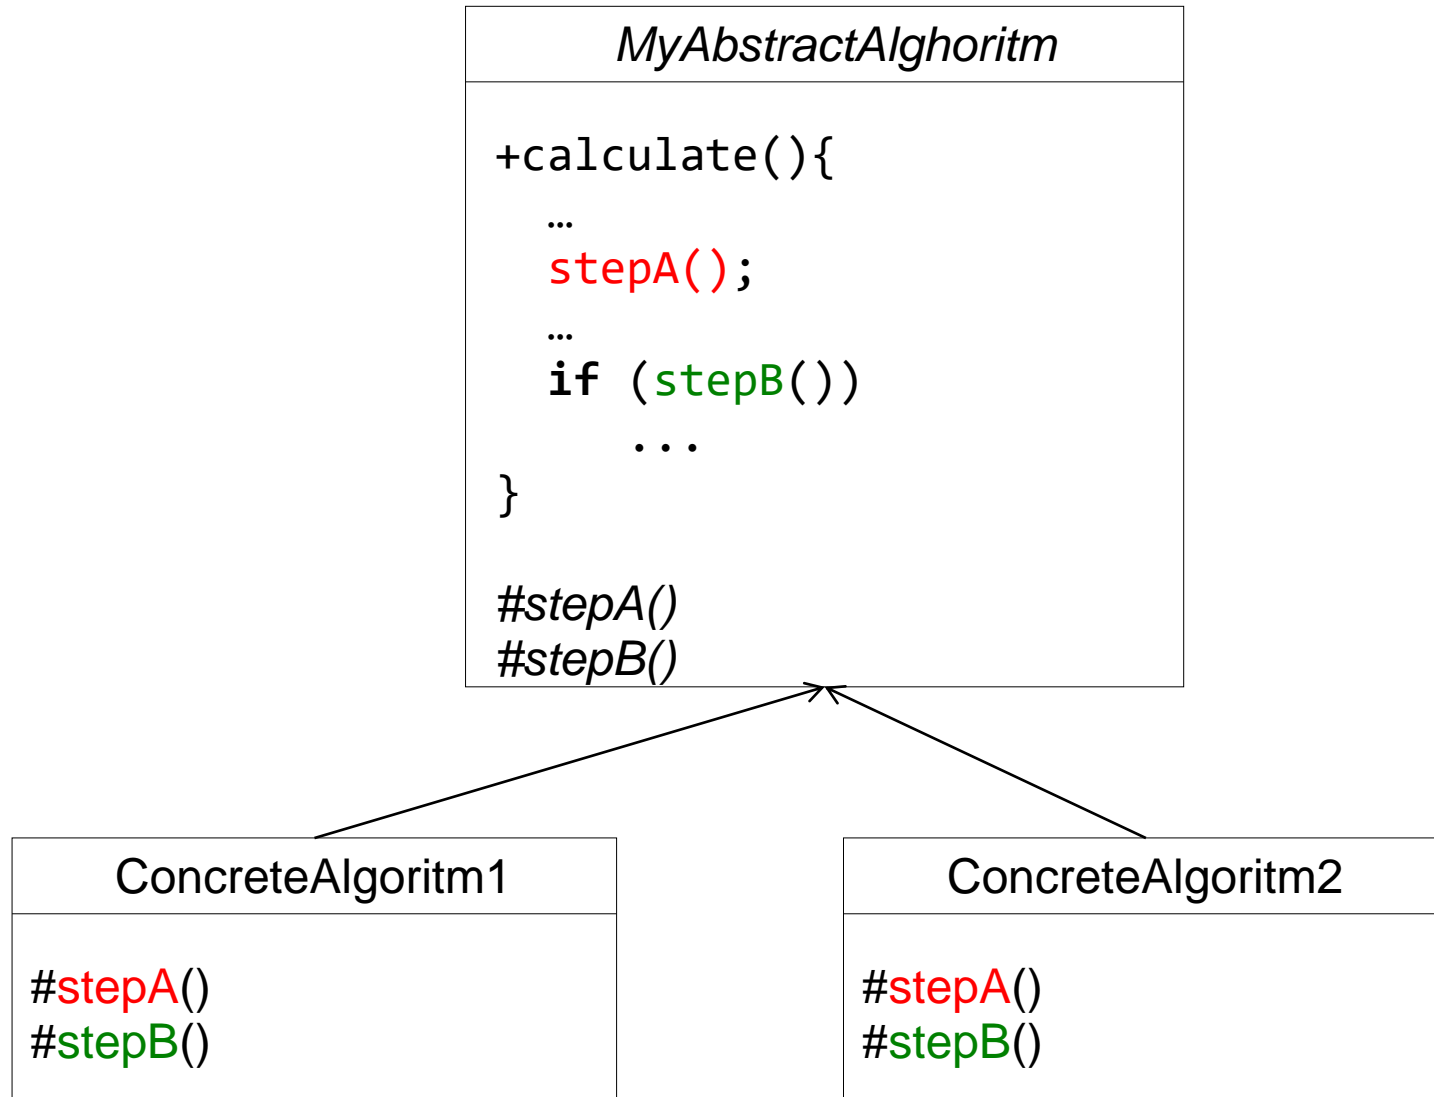 MyAbstractAlghoritm
+calculate(){
…
stepA();
…
if (stepB())
...
}
#stepA()
#stepB()
ConcreteAlgoritm1
#stepA()
#stepB()
ConcreteAlgoritm2
#stepA()
#stepB()